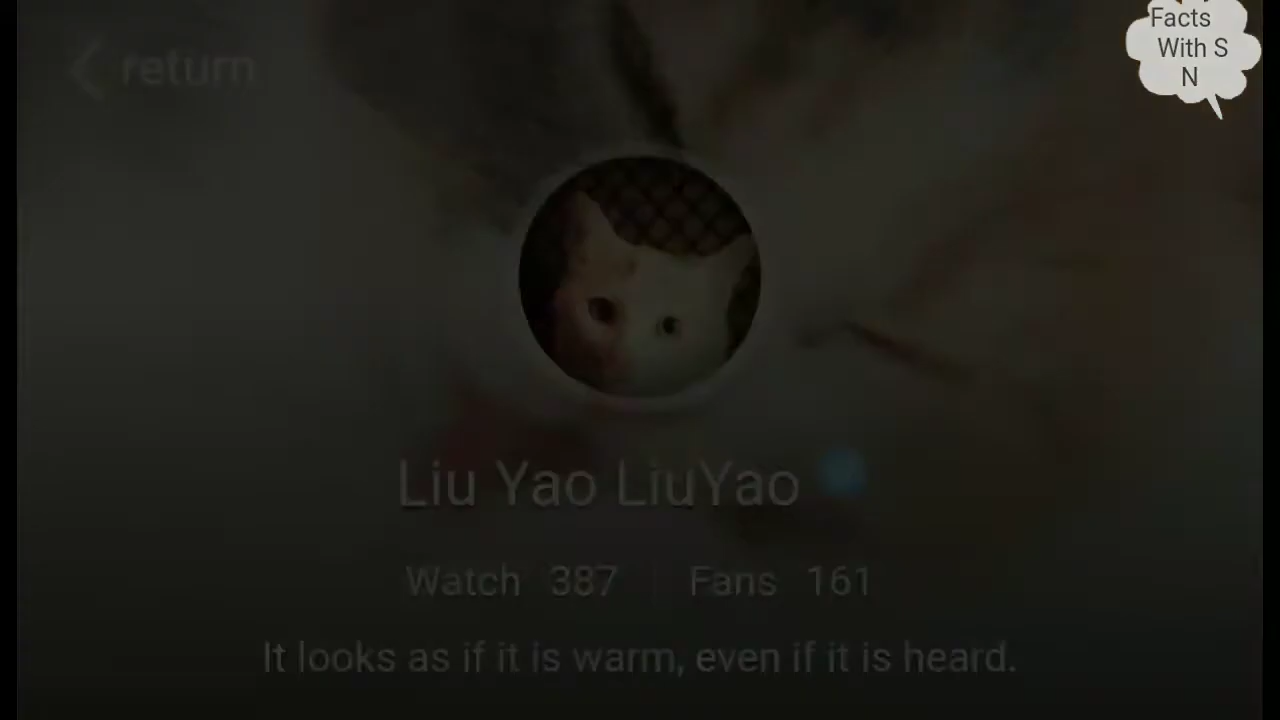 Facts
With S
N
return
Liu Yao LiuYao
Watch 387 Fans 161
It looks as if it is warm, even if it is heard.